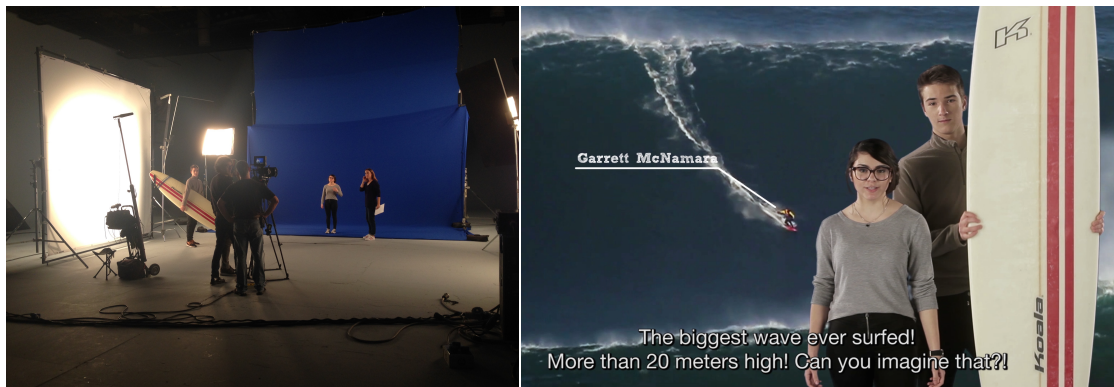 Garrett McNamara
K
Koala
The biggest wave ever surfed!
More than 20 meters high! Can you imagine that?!